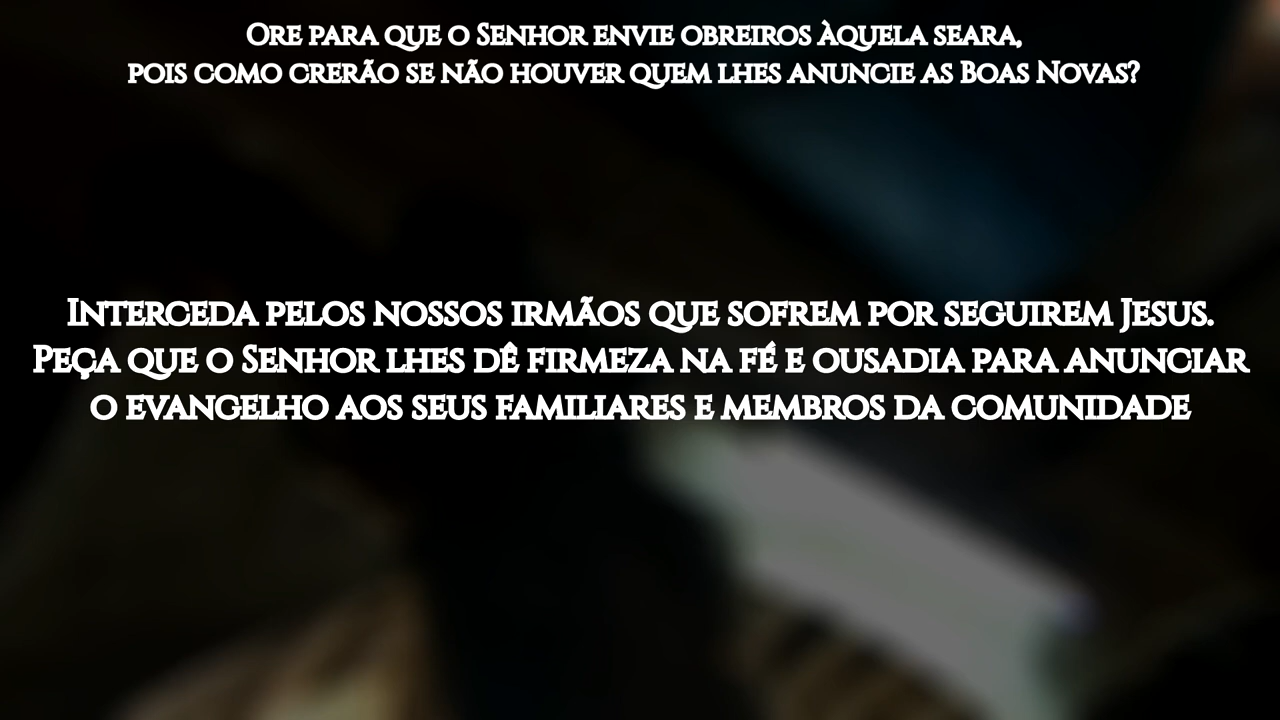 Ore para que o Senhor envie obreiros àquela seara,
pois como crerão se não houver quem lhes anuncie as Boas Novas?
Interceda pelos nossos irmãos que sofrem por seguirem Jesus.
Peça que o Senhor lhes dê firmeza na fé e ousadia para anunciar
o evangelho aos seus familiares e membros da comunidade